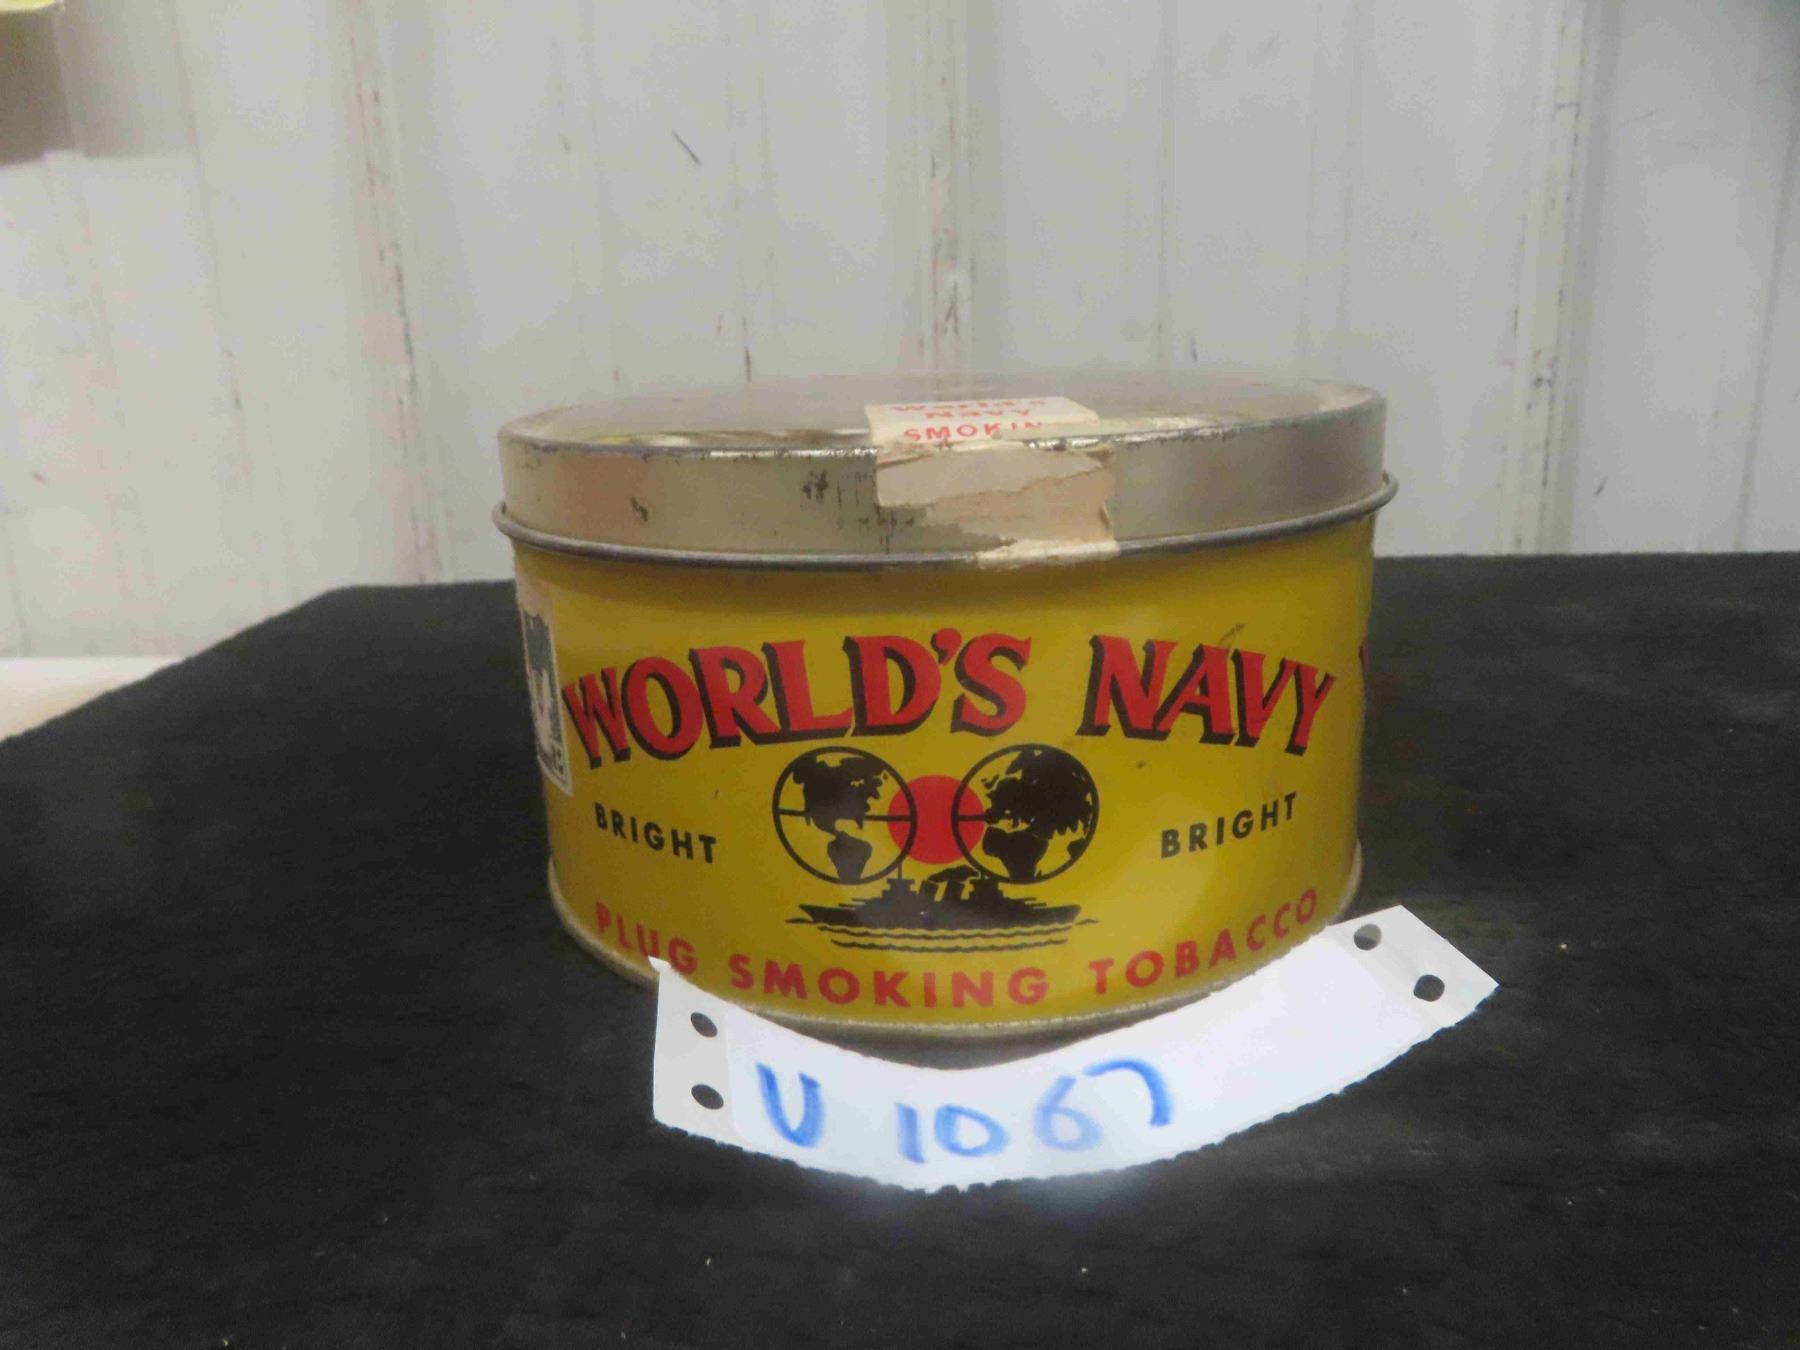 World's
Navy
SMOKIN
WORLD'S NAVY
BRIGHT BRIGHT
PLUG SMOKING TOBACCO
V 1067